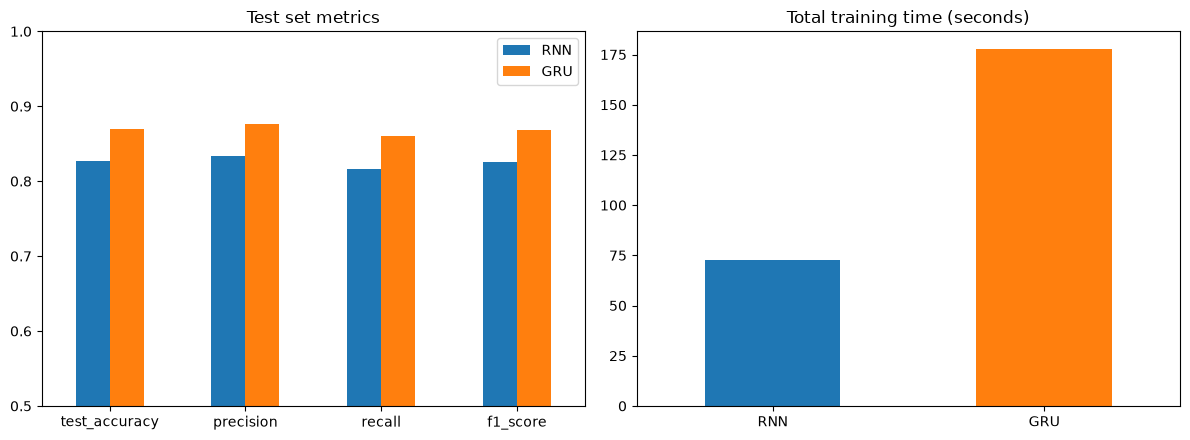 Test set metrics
1.0
0.9
0.8
0.7
0.6
0.5
RNN
GRU
test_accuracy precision recall f1_score
Total training time (seconds)
175
150
125
100
75
50
25
0
RNN GRU